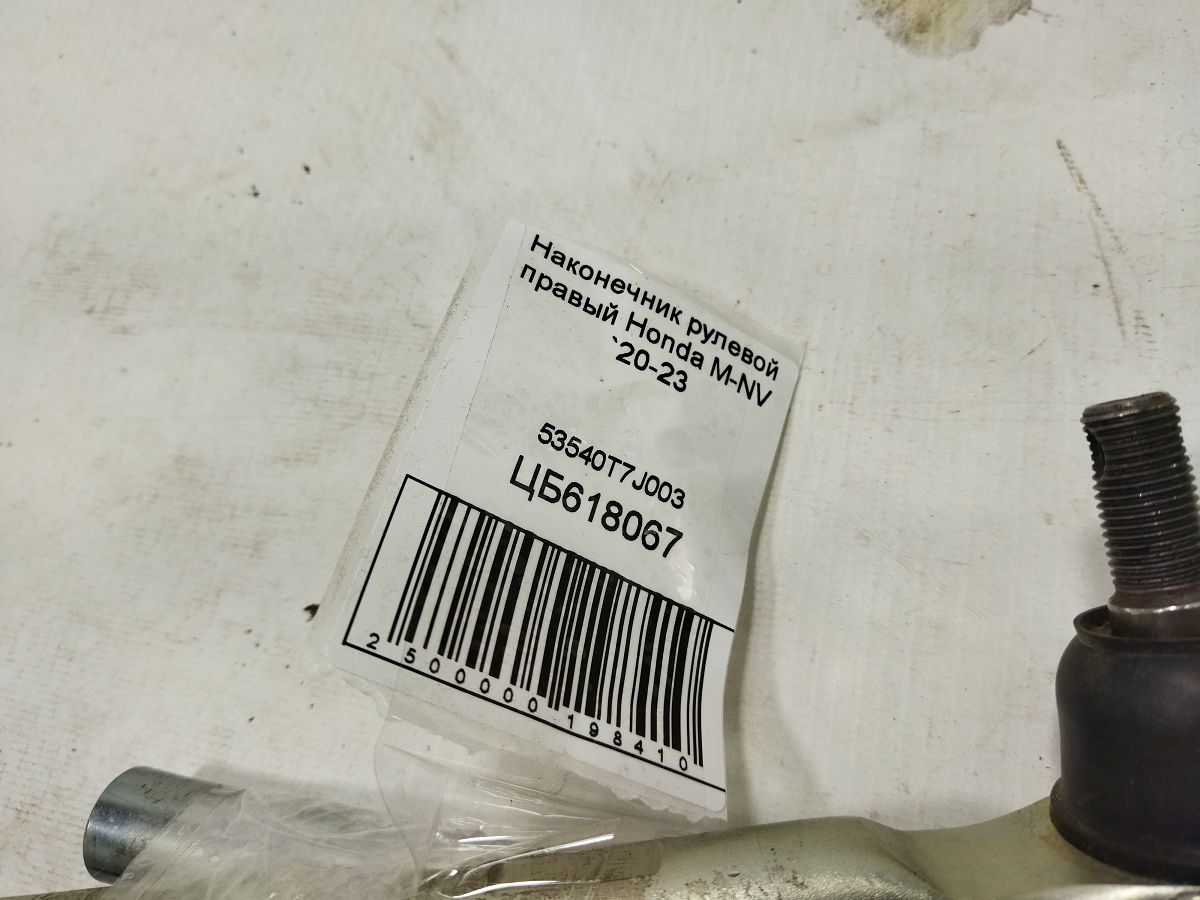 Наконечник рулевой
правый Honda M-NV
`20-23
53540T7J003
ЦБ618067
2500000198410